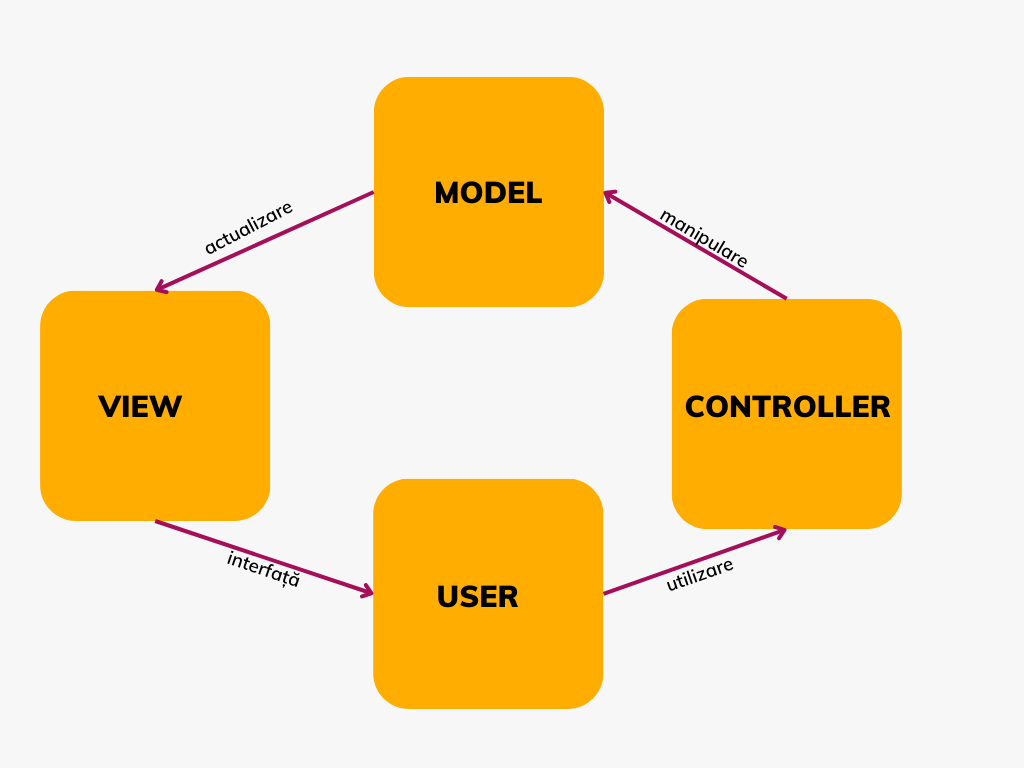 MODEL
actualizare
manipulare
VIEW
CONTROLLER
interfață
utilizare
USER